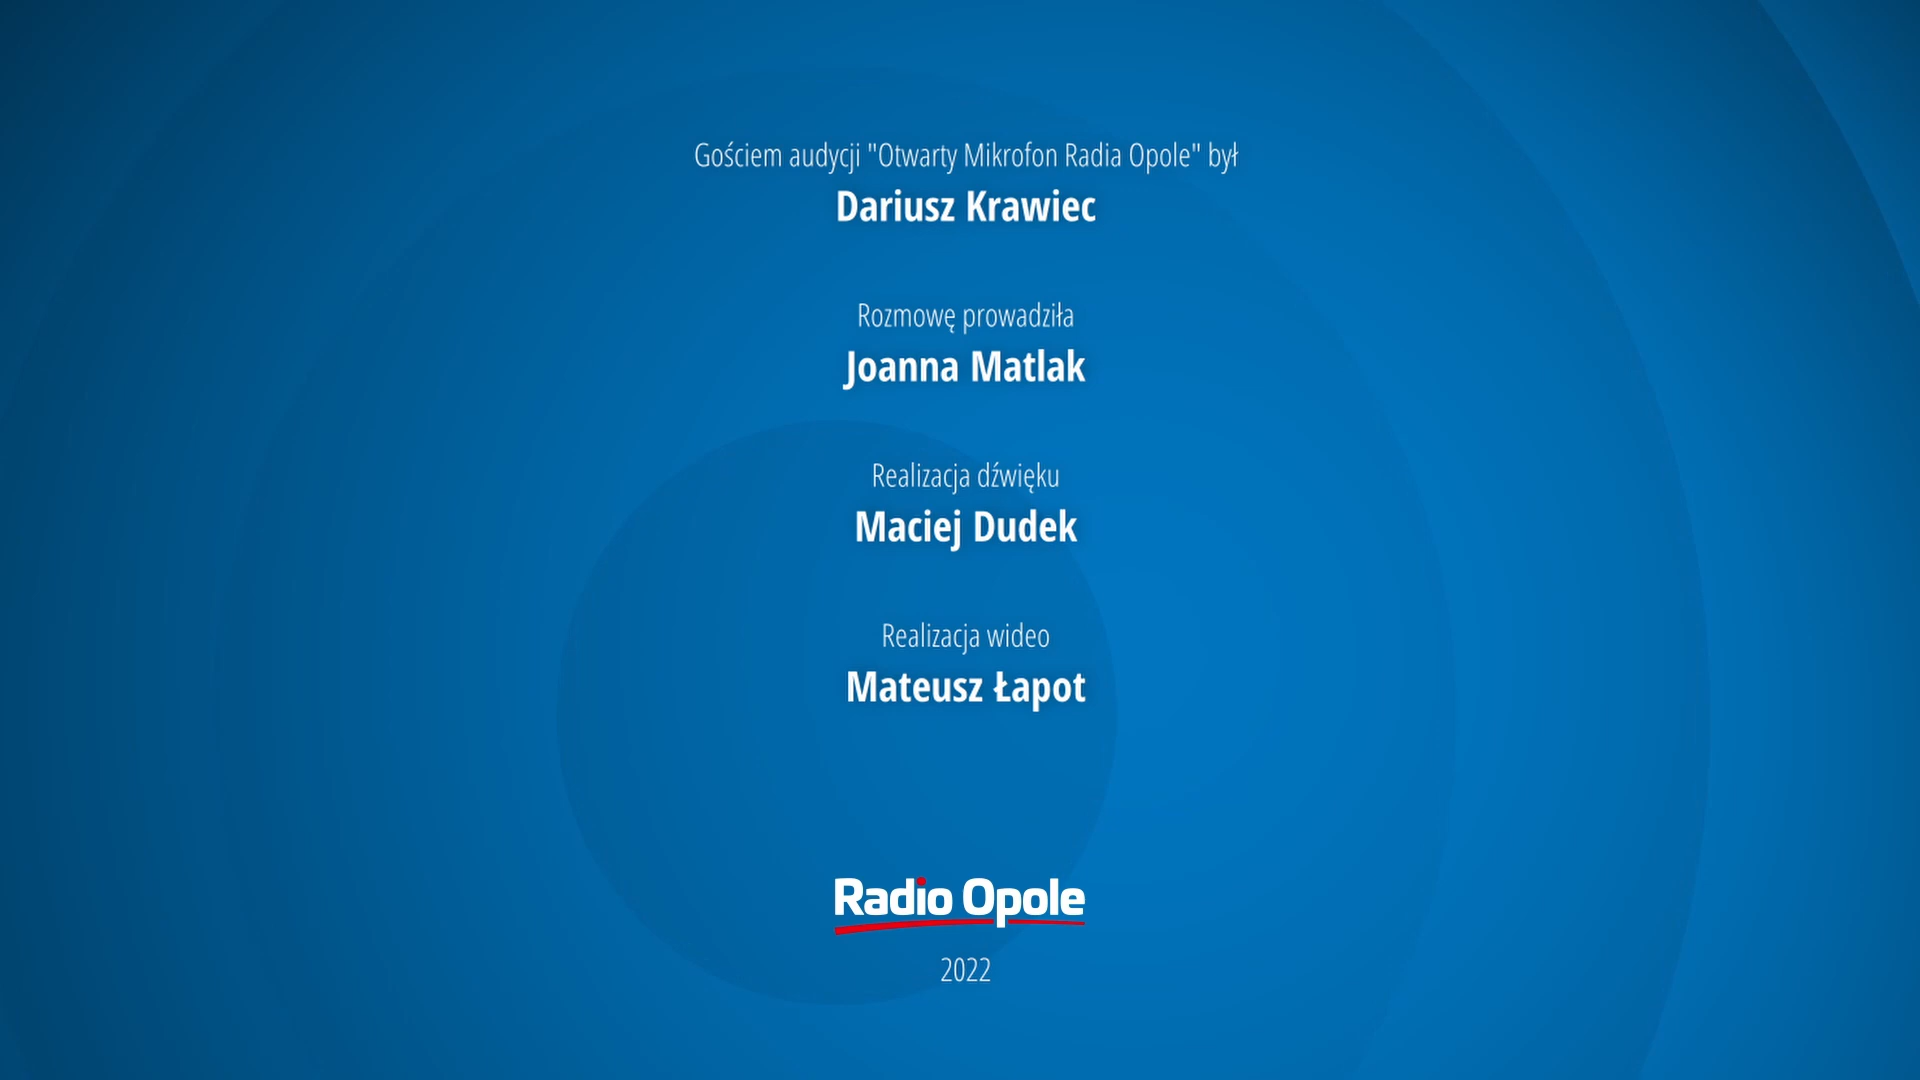 Gościem audycji "Otwarty Mikrofon Radia Opole" był
Dariusz Krawiec
Rozmowę prowadziła
Joanna Matlak
Realizacja dźwięku
Maciej Dudek
Realizacja wideo
Mateusz Łapot
Radio Opole
2022